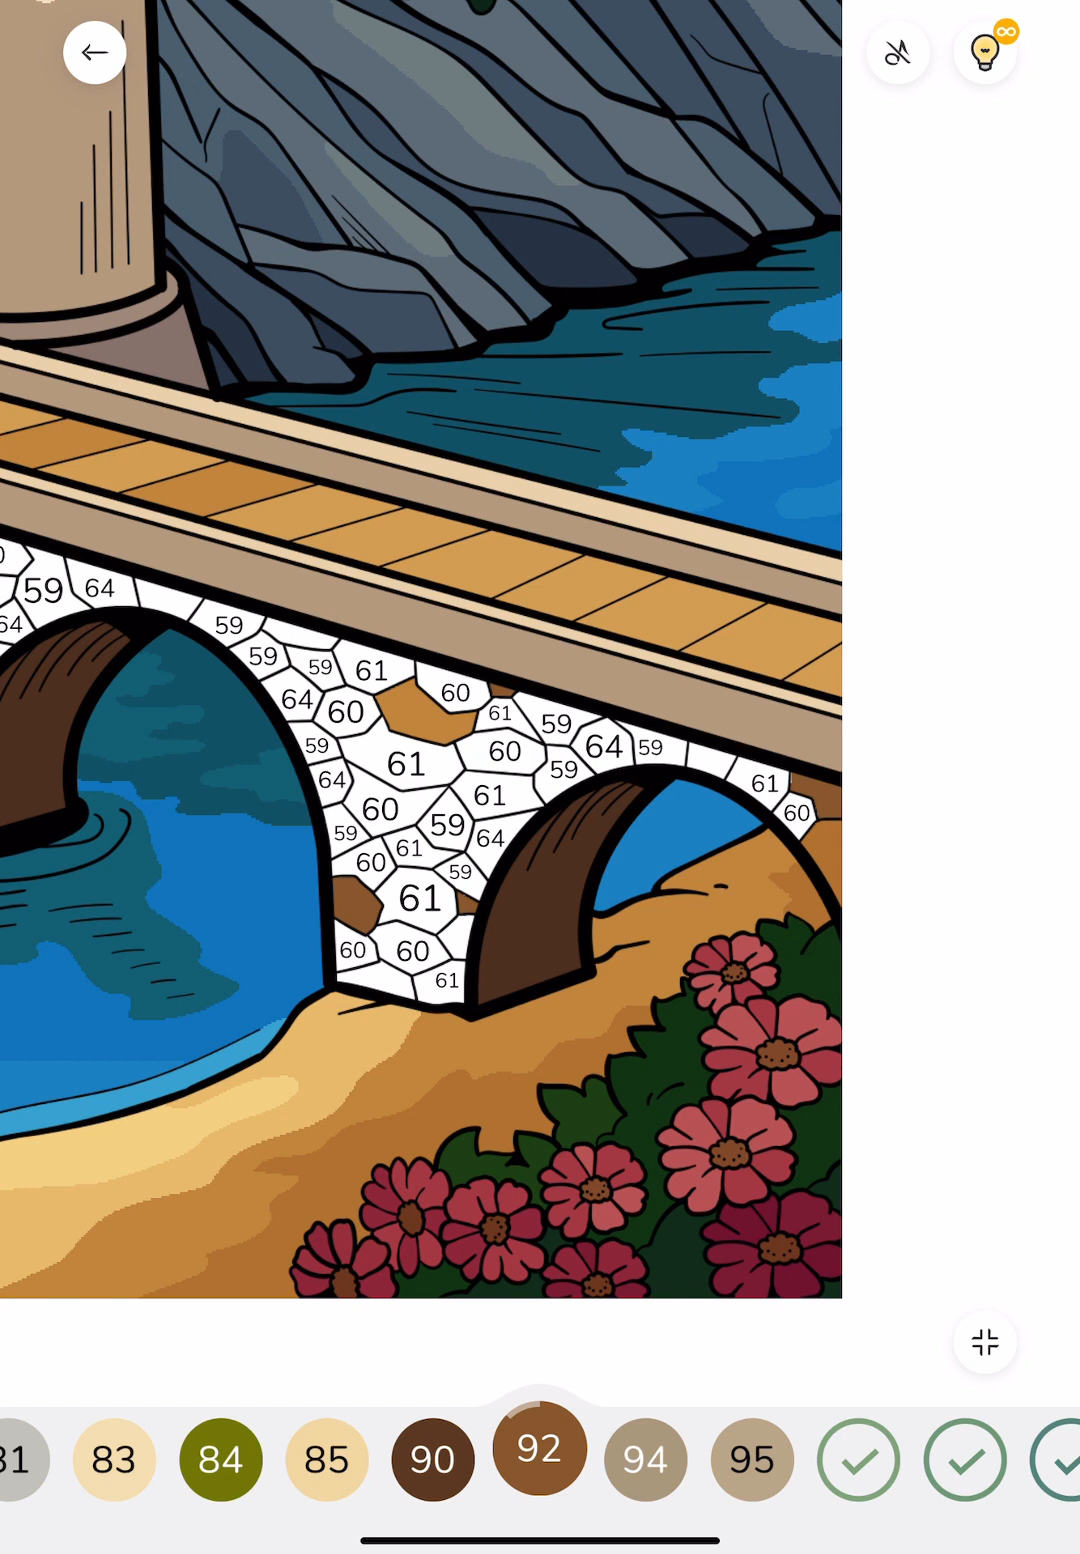 ∞
59 64
64
59
59 59 61
64 60 60
61 59
59 60 64 59
61 59
64 61 61
60 59 60
59 61 64
60 59
61
60 60
61
83 84 85 90 92 94 95